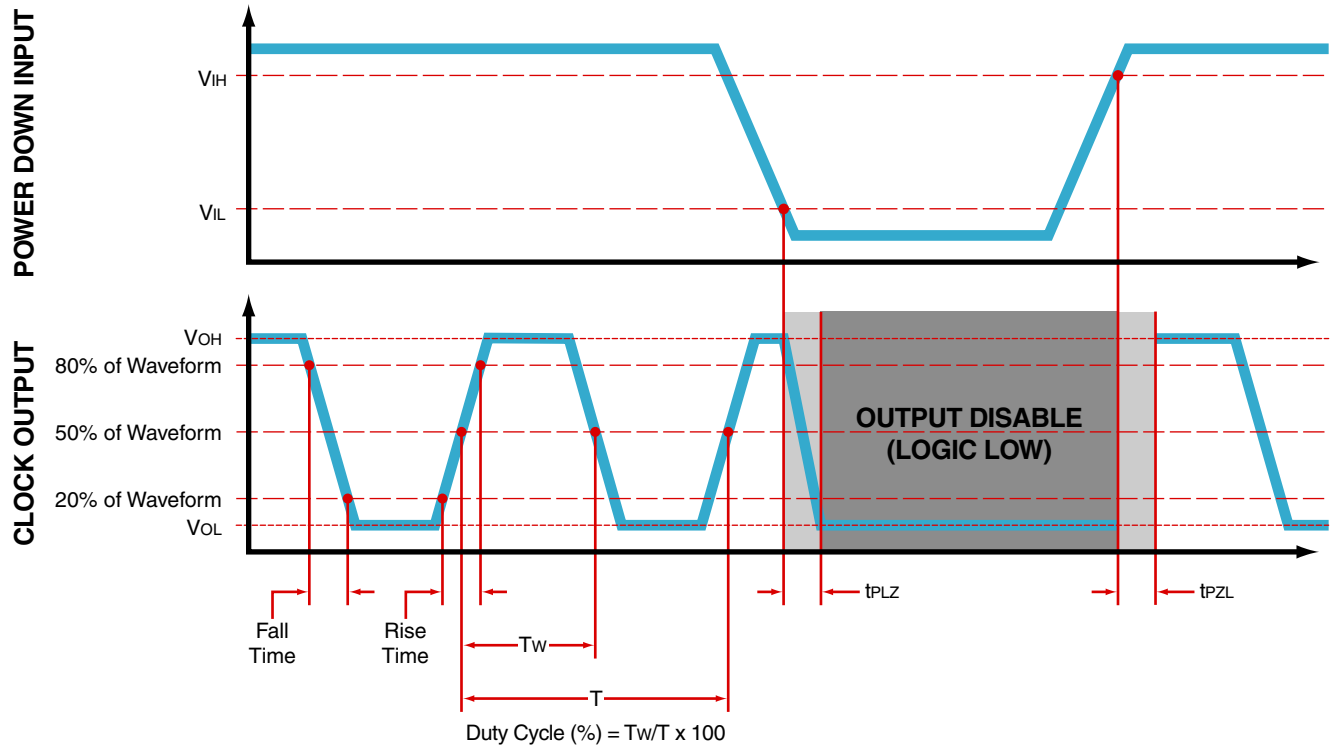 POWER DOWN INPUT
VIH
VIL
CLOCK OUTPUT
VOH
80% of Waveform
50% of Waveform
20% of Waveform
VOL
OUTPUT DISABLE
(LOGIC LOW)
Fall
Time
Rise
Time
tPLZ
tPZL
TW
T
Duty Cycle (%) = TW/T x 100